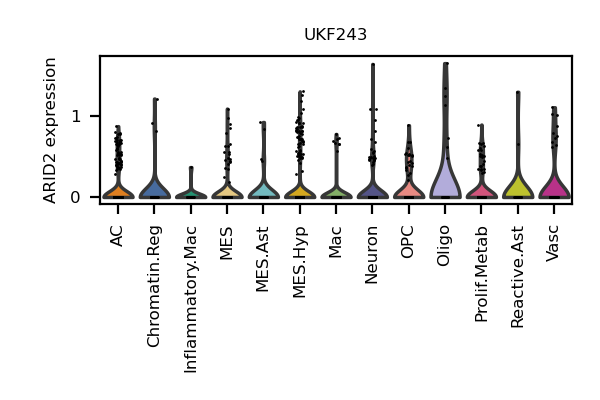 UKF243
ARID2 expression
1
0
AC
Chromatin.Reg
Inflammatory.Mac
MES
MES.Ast
MES.Hyp
Mac
Neuron
OPC
Oligo
Prolif.Metab
Reactive.Ast
Vasc